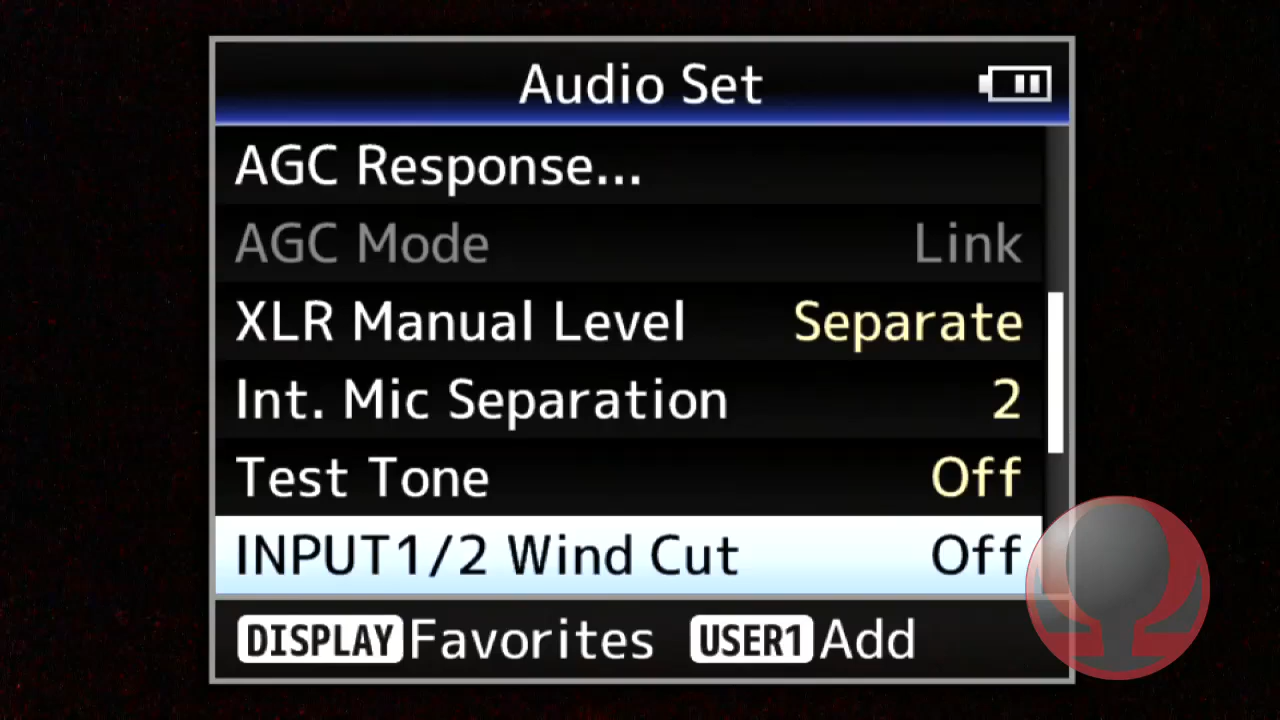 Audio Set
AGC Response...
AGC Mode Link
XLR Manual Level Separate
Int. Mic Separation 2
Test Tone Off
INPUT1/2 Wind Cut Off
DISPLAY Favorites USER1 Add